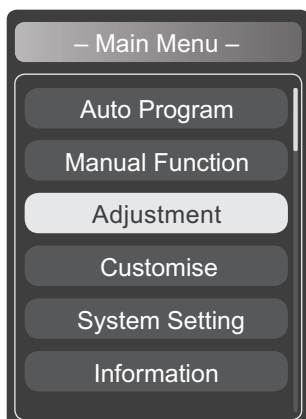 – Main Menu –
Auto Program
Manual Function
Adjustment
Customise
System Setting
Information